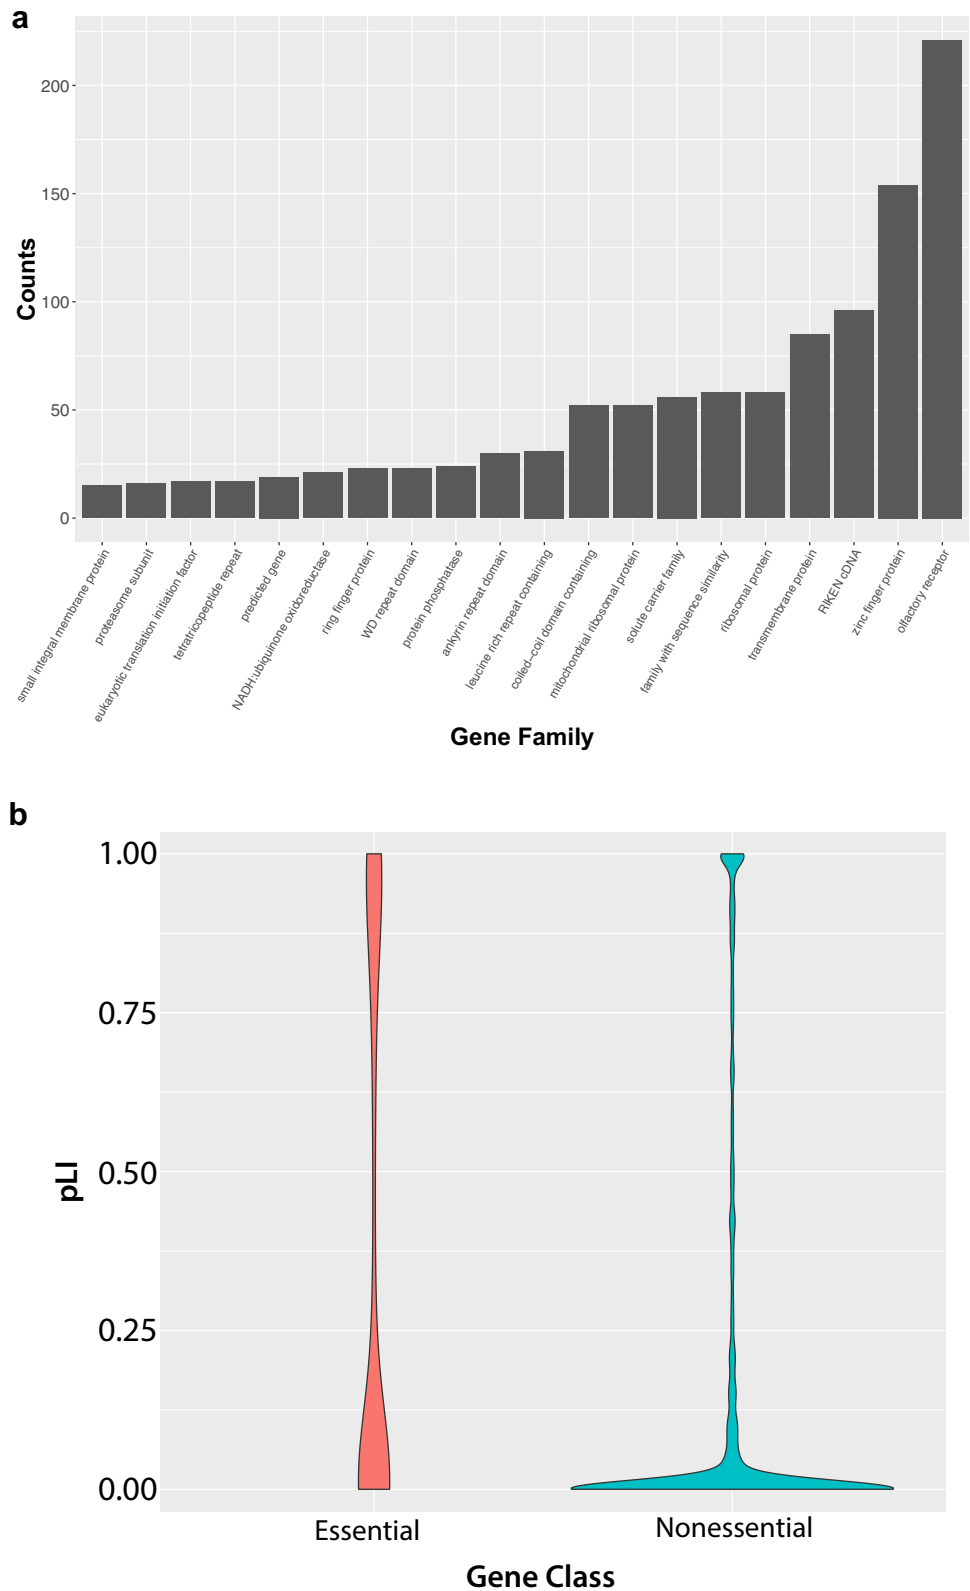 a
200
150
100
50
0
Counts
small integral membrane protein
proteasome subunit
eukaryotic translation initiation factor
tetratricopeptide repeat
predicted gene
NADH:ubiquinone oxidoreductase
ring finger protein
WD repeat domain
protein phosphatase
ankyrin repeat domain
leucine rich repeat containing
coiled−coil domain containing
mitochondrial ribosomal protein
solute carrier family
family with sequence similarity
ribosomal protein
transmembrane protein
RIKEN cDNA
zinc finger protein
olfactory receptor
Gene Family
b
1.00
0.75
0.50
0.25
0.00
pLI
Essential
Nonessential
Gene Class